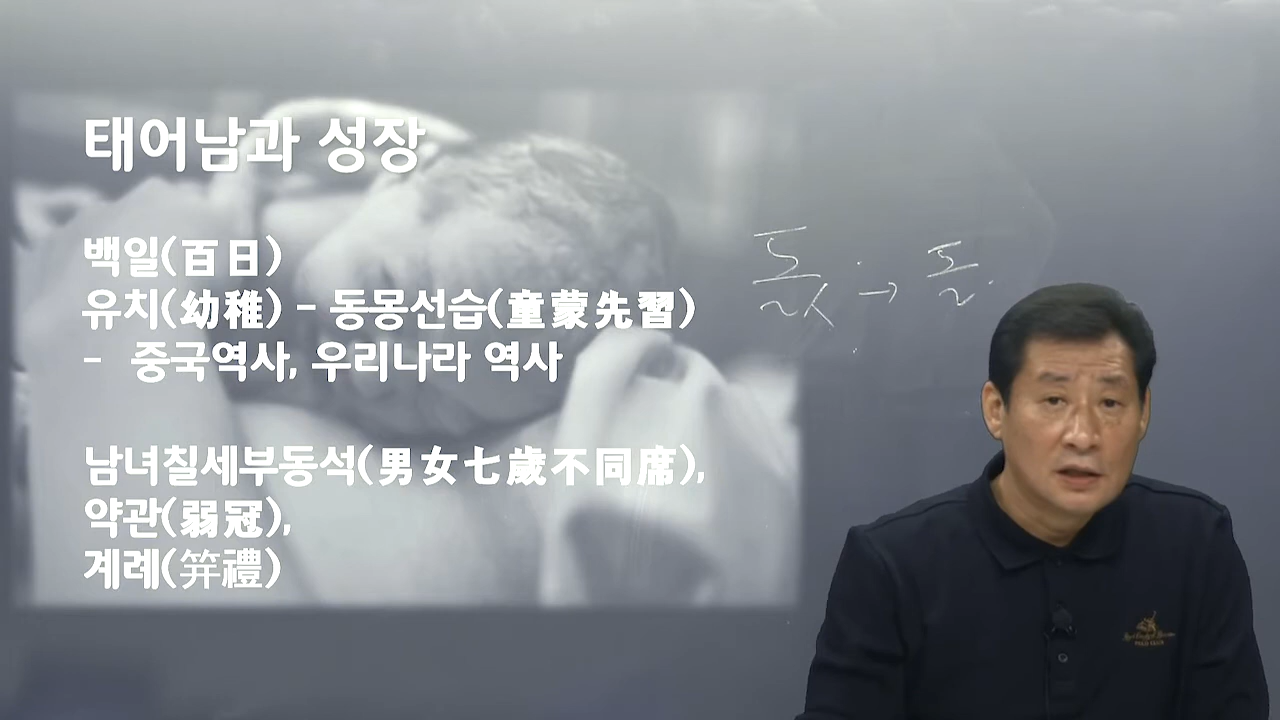 태어남과 성장
백일(百日)
유치(幼稚) - 동몽선습(童蒙先習)
- 중국역사, 우리나라 역사
남녀칠세부동석(男女七歲不同席),
약관(弱冠),
계례(笄禮)
돐 → 돌